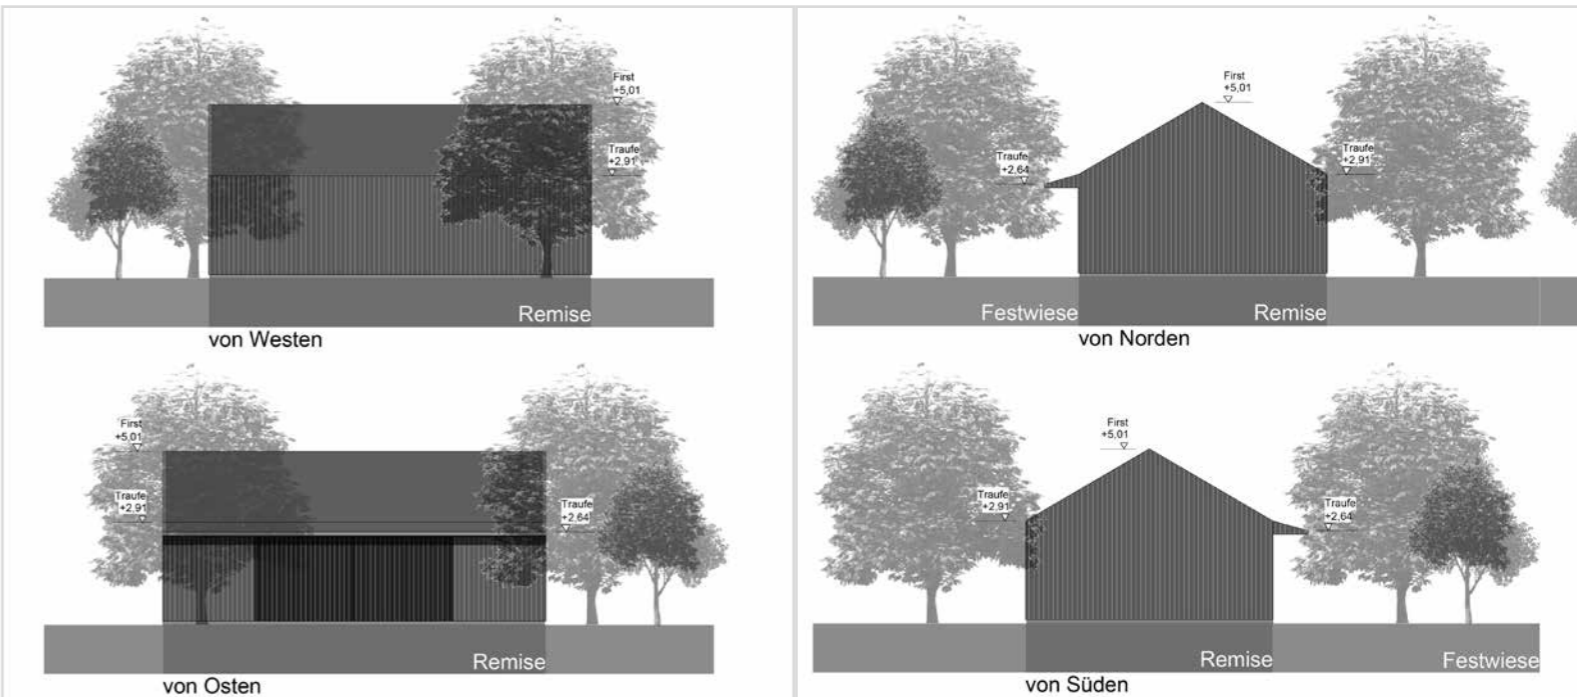 First
+5,01
Traufe
+2,91
Remise
von Westen
First
+5,01
Traufe
+2,64
Traufe
+2,91
Festwiese
Remise
von Norden
First
+5,01
Traufe
+2,91
Traufe
+2,64
Remise
von Osten
First
+5,01
Traufe
+2,91
Traufe
+2,64
Remise
Festwiese
von Süden